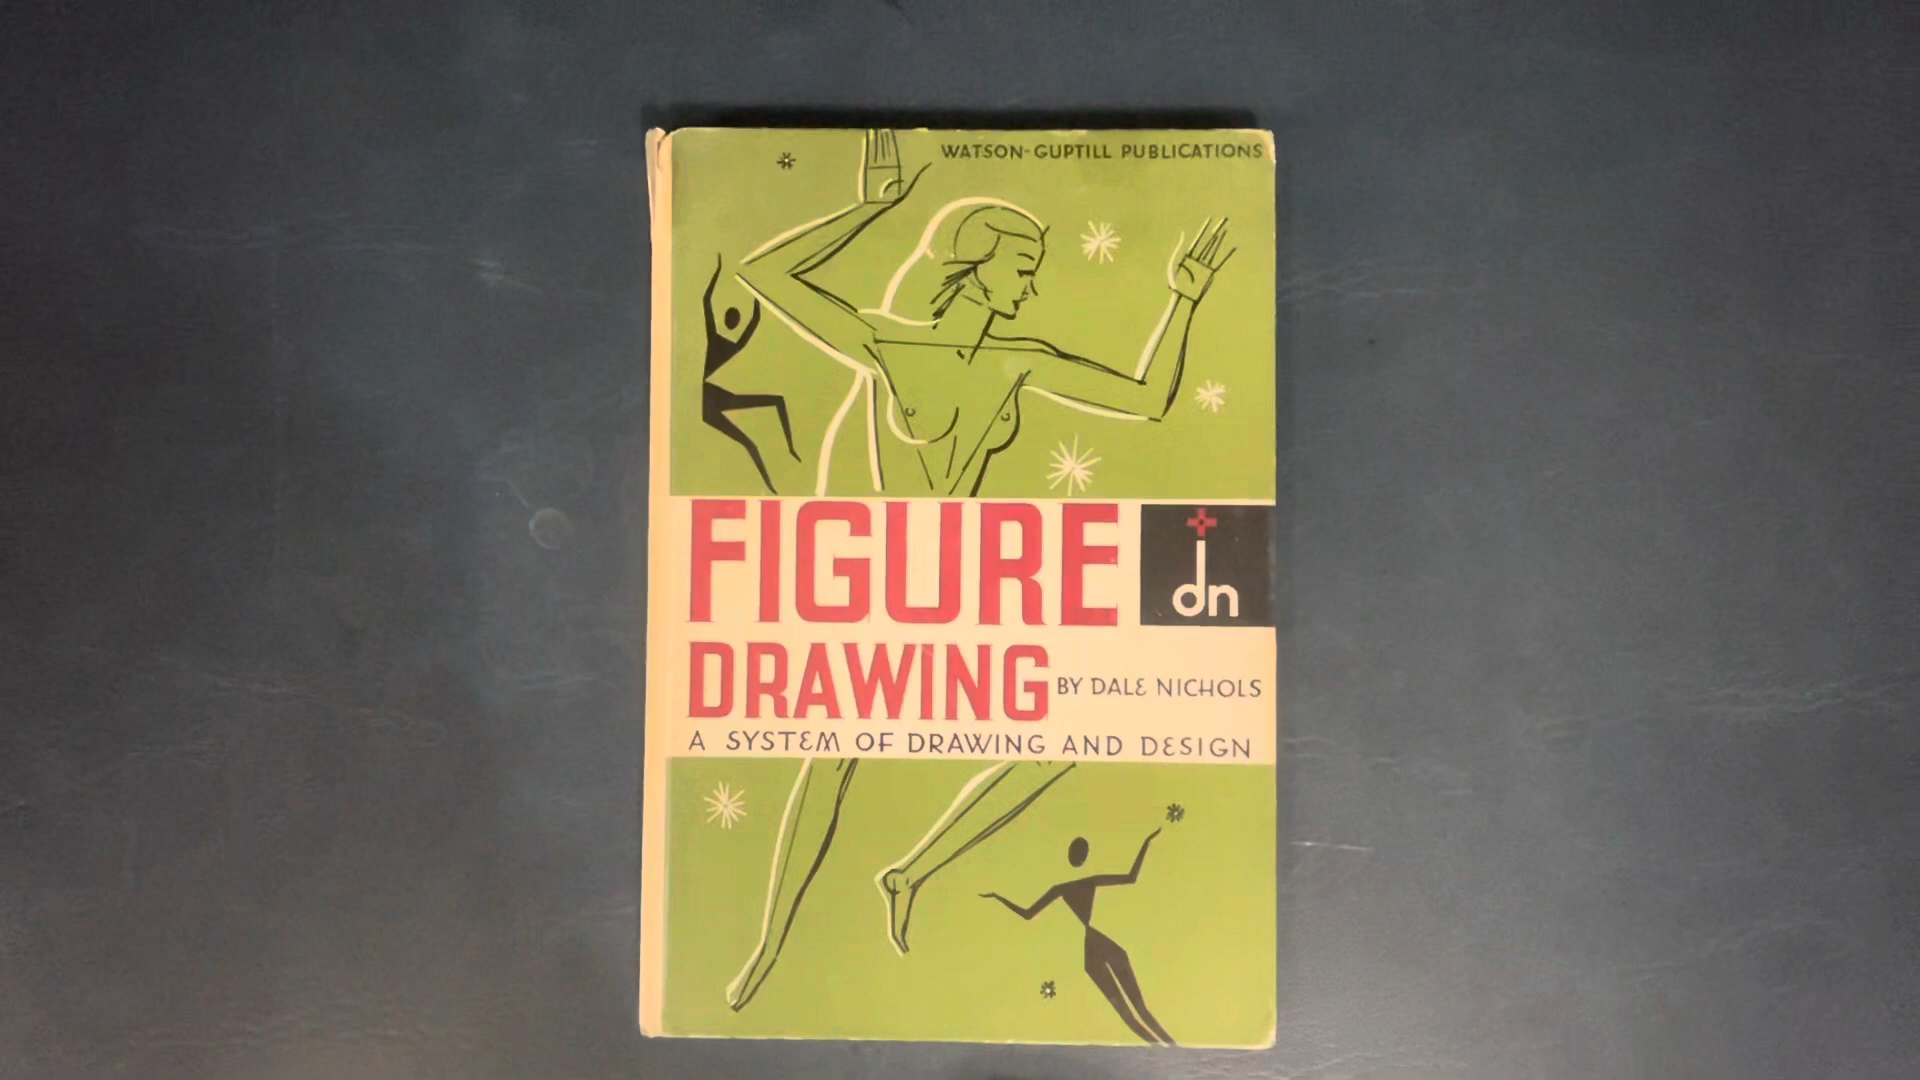 WATSON-GUPTILL PUBLICATIONS
FIGURE
dn
DRAWING BY DALE NICHOLS
A SYSTEM OF DRAWING AND DESIGN